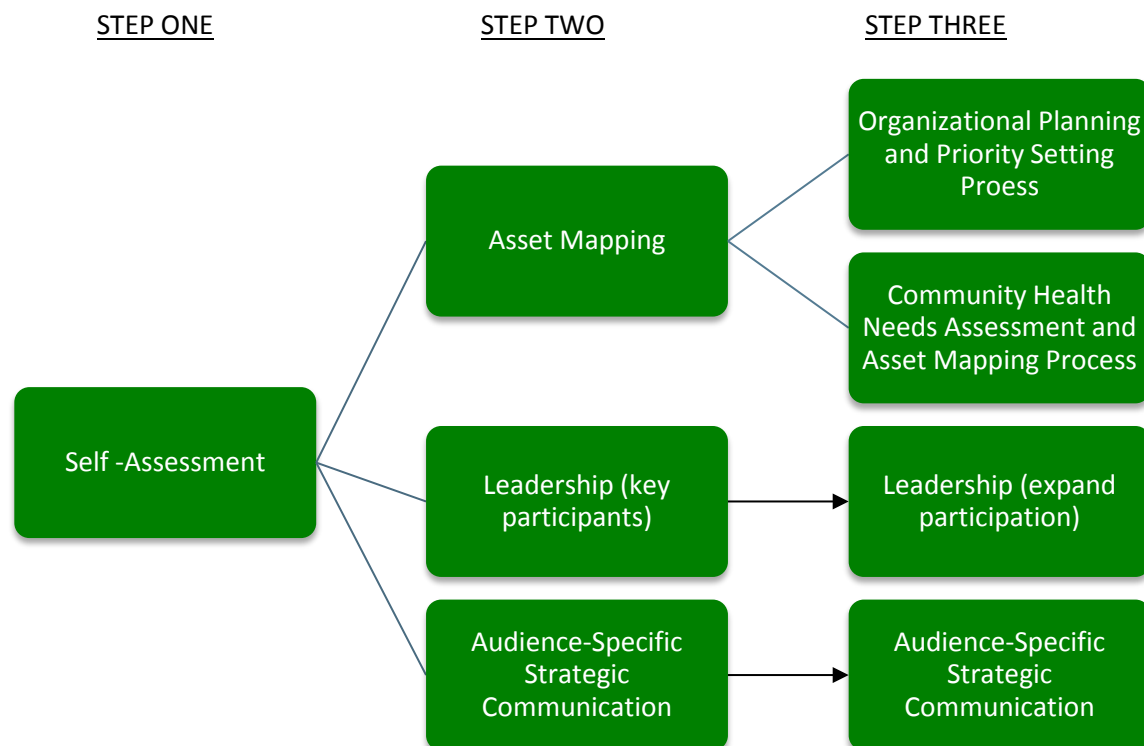 STEP ONE
STEP TWO
STEP THREE
Organizational Planning
and Priority Setting
Proess
Asset Mapping
Community Health
Needs Assessment and
Asset Mapping Process
Self -Assessment
Leadership (key
participants)
Leadership (expand
participation)
Audience-Specific
Strategic
Communication
Audience-Specific
Strategic
Communication